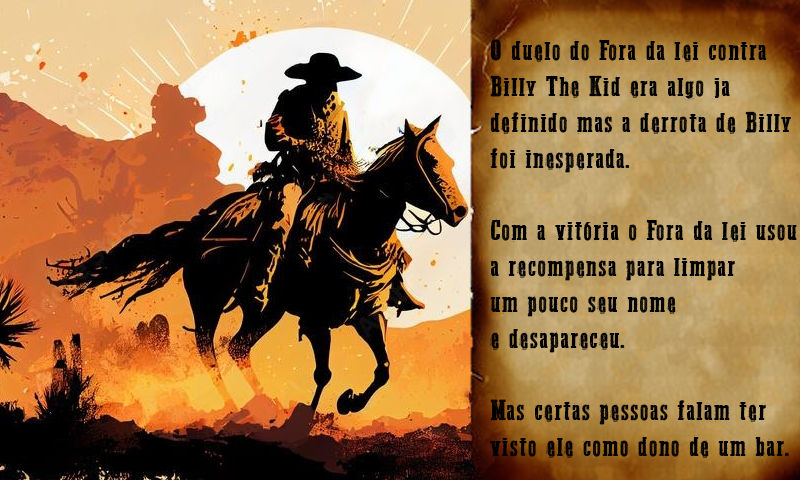 O duelo do Fora da lei contra
Billy The Kid era algo ja
definido mas a derrota de Billy
foi inesperada.
Com a vitória o Fora da lei usou
a recompensa para limpar
um pouco seu nome
e desapareceu.
Mas certas pessoas falam ter
visto ele como dono de um bar.